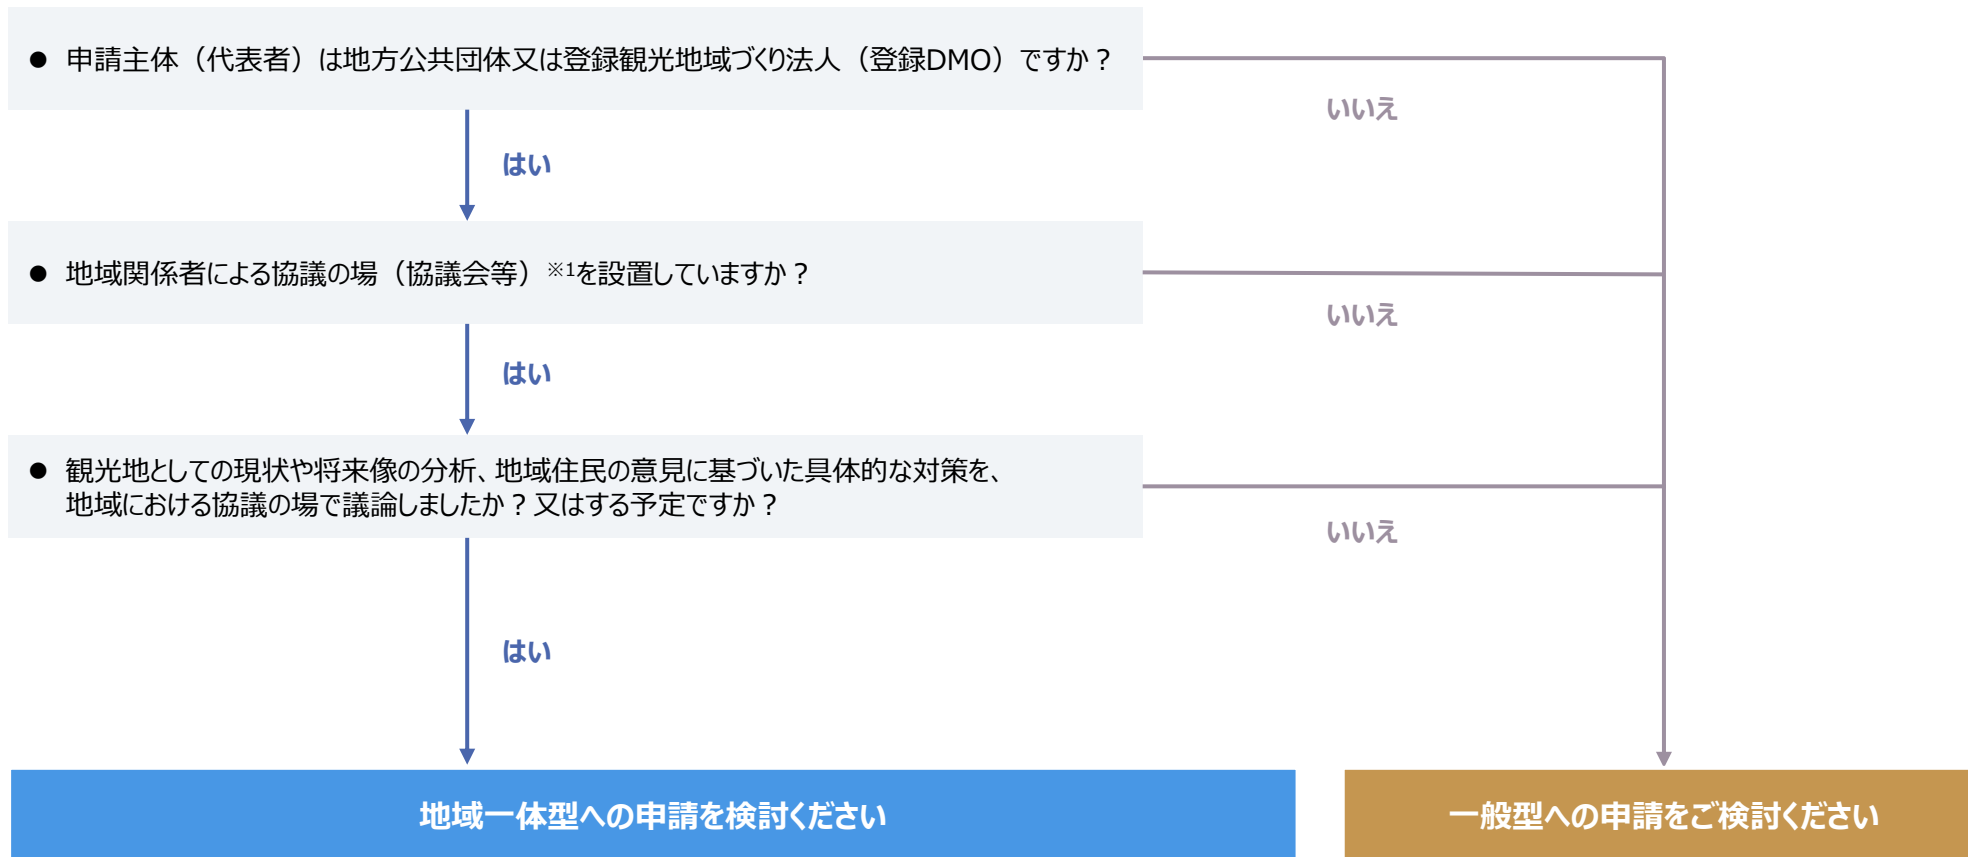 ● 申請主体（代表者）は地方公共団体又は登録観光地域づくり法人（登録DMO）ですか？
いいえ
はい
● 地域関係者による協議の場（協議会等）※1を設置していますか？
いいえ
はい
● 観光地としての現状や将来像の分析、地域住民の意見に基づいた具体的な対策を、
地域における協議の場で議論しましたか？又はする予定ですか？
いいえ
はい
地域一体型への申請を検討ください
一般型への申請をご検討ください